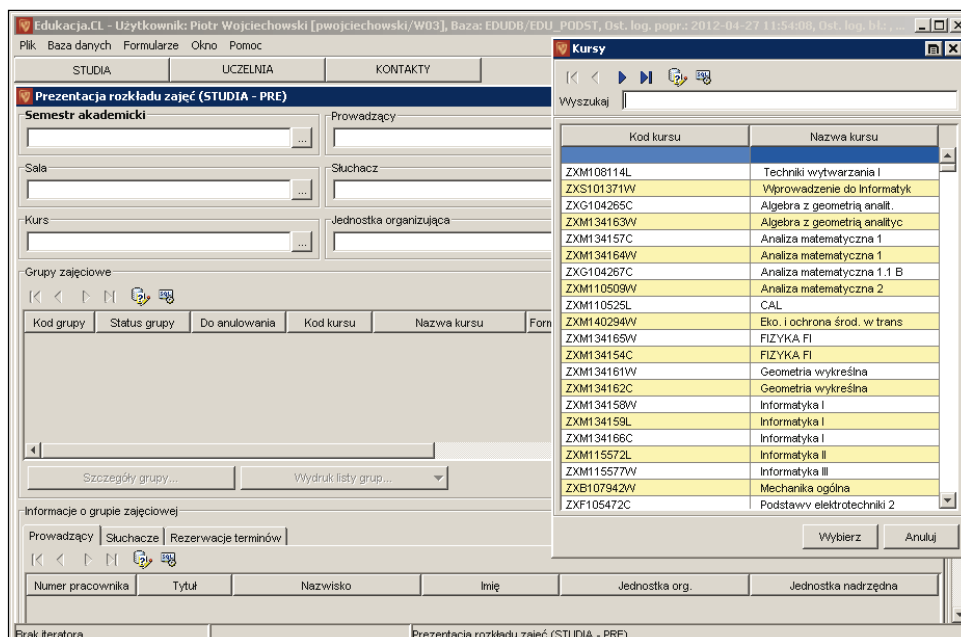 Edukacja.CL - Użytkownik: Piotr Wojciechowski [pwojciechowski/W03], Baza: EDUDB/EDU_PODST, Ost. log. popr.: 2012-04-27 11:54:08, Ost. log. bł.: , ...
Plik Baza danych Formularze Okno Pomoc
STUDIA UCZELNIA KONTAKTY
Prezentacja rozkładu zajęć (STUDIA - PRE)
Semestr akademicki Prowadzący
...
Sala Słuchacz
...
Kurs Jednostka organizująca
...
Grupy zajęciowe
SQL
Kod grupy Status grupy Do anulowania Kod kursu Nazwa kursu Form
Szczegóły grupy... Wydruk listy grup...
Informacje o grupie zajęciowej
Prowadzący Słuchacze Rezerwacje terminów
SQL
Numer pracownika Tytuł Nazwisko Imię Jednostka org. Jednostka nadrzędna
Brak iteratora Prezentacja rozkładu zajęć (STUDIA - PRE)
Kursy
SQL
Wyszukaj
Kod kursu Nazwa kursu
ZXM108114L Techniki wytwarzania I
ZXS101371W Wprowadzenie do Informatyk
ZXG104265C Algebra z geometrią analit.
ZXM134163W Algebra z geometrią analityc
ZXM134157C Analiza matematyczna 1
ZXM134164W Analiza matematyczna 1
ZXG104267C Analiza matematyczna 1.1 B
ZXM110509W Analiza matematyczna 2
ZXM110525L CAL
ZXM140294W Eko. i ochrona środ. w trans
ZXM134165W FIZYKA FI
ZXM134154C FIZYKA FI
ZXM134161W Geometria wykreślna
ZXM134162C Geometria wykreślna
ZXM134158W Informatyka I
ZXM134159L Informatyka I
ZXM134166C Informatyka I
ZXM115572L Informatyka II
ZXM115577W Informatyka III
ZXB107942W Mechanika ogólna
ZXF105472C Podstawy elektrotechniki 2
Wybierz Anuluj